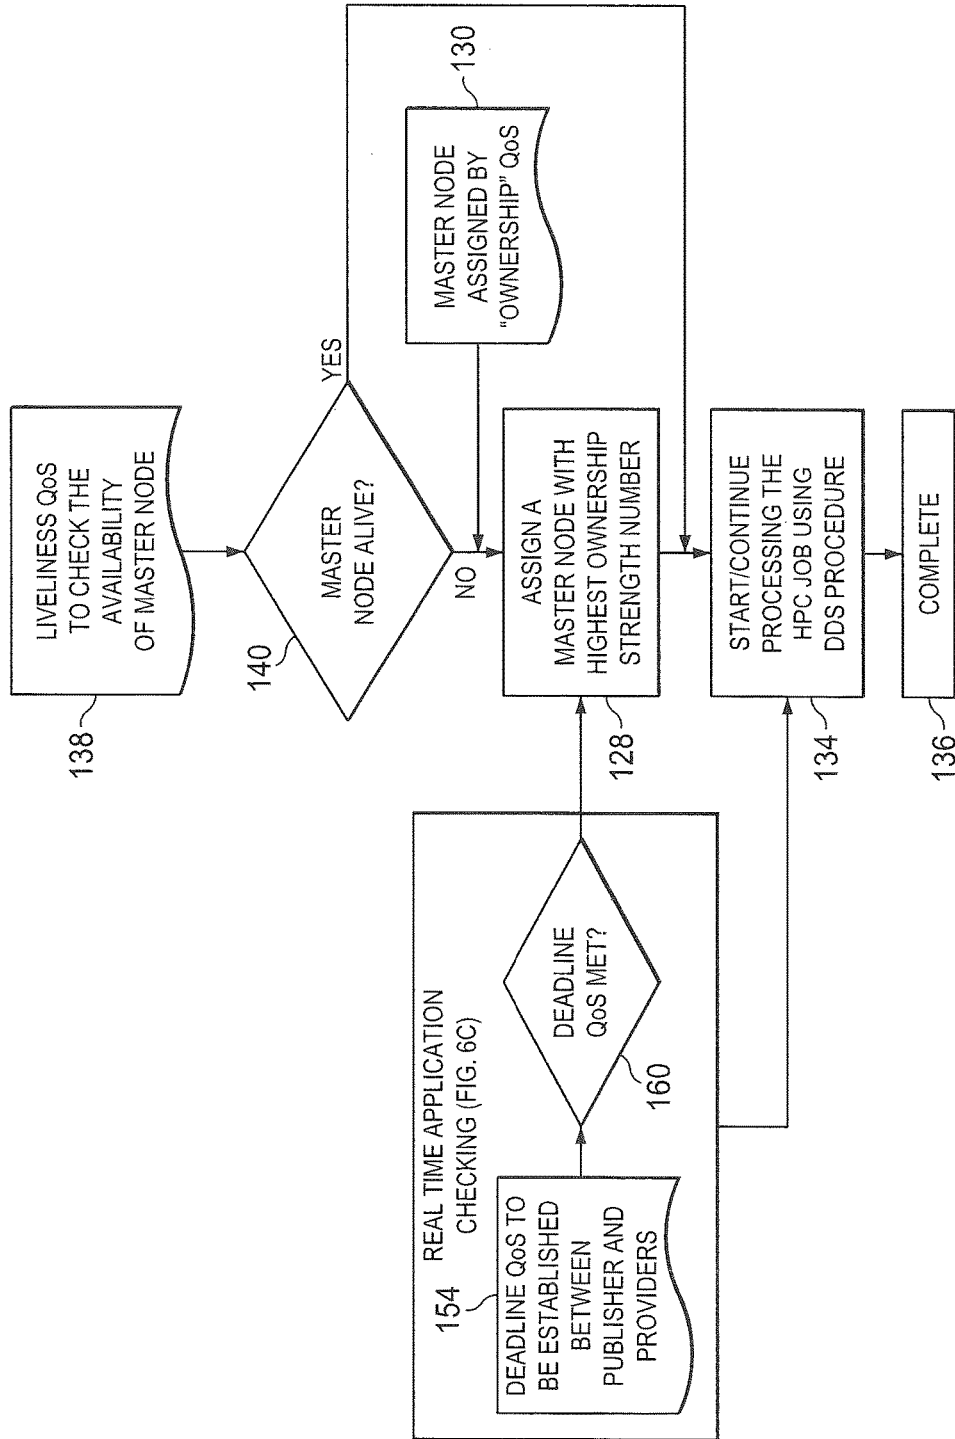 138
LIVELINESS QoS
TO CHECK THE
AVAILABILITY
OF MASTER NODE
140
MASTER
NODE ALIVE?
YES
NO
130
MASTER NODE
ASSIGNED BY
"OWNERSHIP" QoS
REAL TIME APPLICATION
CHECKING (FIG. 6C)
154
DEADLINE QoS TO
BE ESTABLISHED
BETWEEN
PUBLISHER AND
PROVIDERS
DEADLINE
QoS MET?
160
ASSIGN A
MASTER NODE WITH
HIGHEST OWNERSHIP
STRENGTH NUMBER
128
START/CONTINUE
PROCESSING THE
HPC JOB USING
DDS PROCEDURE
134
COMPLETE
136